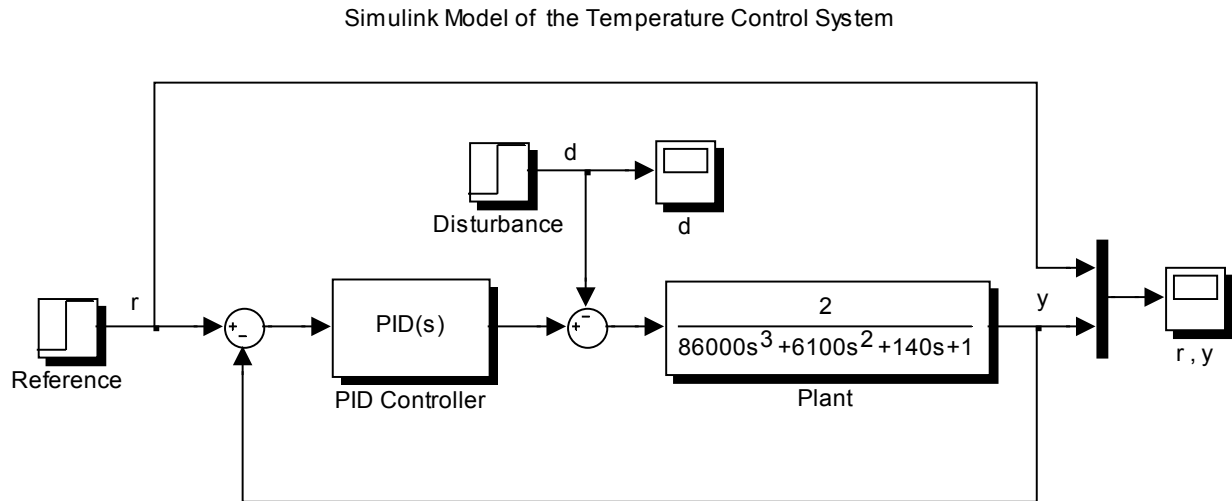 Simulink Model of the Temperature Control System
d
Disturbance
d
r
Reference
+
−
PID(s)
PID Controller
−
+
2
86000s³+6100s²+140s+1
Plant
y
r , y